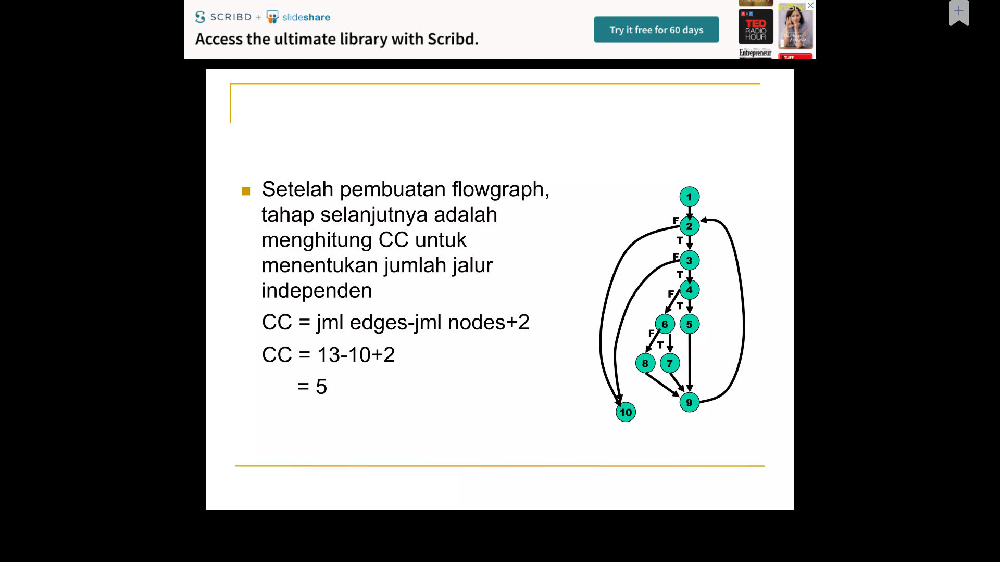 SCRIBD + slideshare
Access the ultimate library with Scribd.
Try it free for 60 days
TED
RADIO
HOUR
InStyl
Entrepreneur
Setelah pembuatan flowgraph,
tahap selanjutnya adalah
menghitung CC untuk
menentukan jumlah jalur
independen
CC = jml edges-jml nodes+2
CC = 13-10+2
= 5
1
F
2
T
F
3
T
4
F
T
6
5
F
T
8
7
9
10